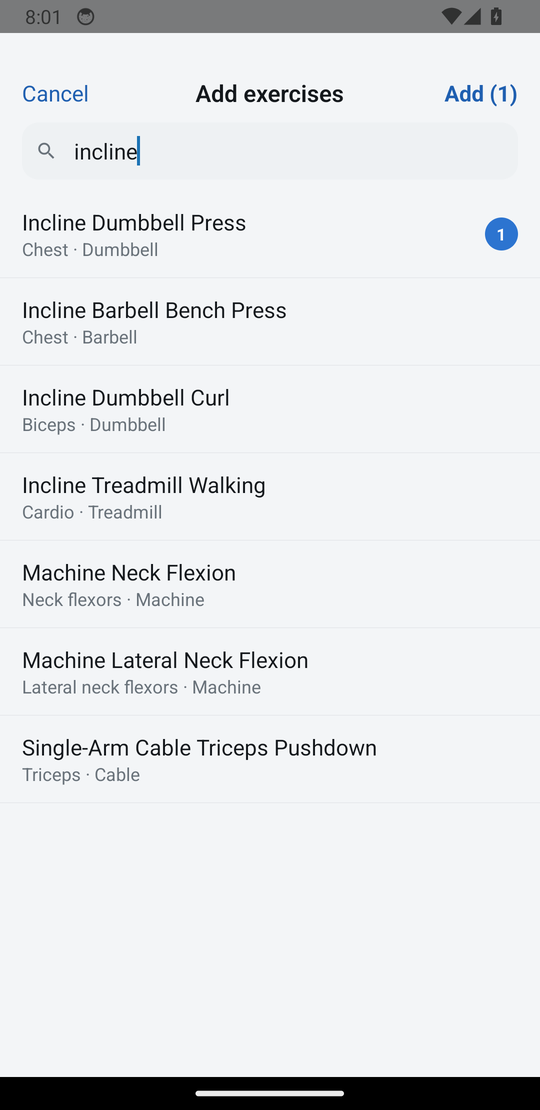 8:01
Cancel
Add exercises
Add (1)
incline
Incline Dumbbell Press
Chest · Dumbbell
1
Incline Barbell Bench Press
Chest · Barbell
Incline Dumbbell Curl
Biceps · Dumbbell
Incline Treadmill Walking
Cardio · Treadmill
Machine Neck Flexion
Neck flexors · Machine
Machine Lateral Neck Flexion
Lateral neck flexors · Machine
Single-Arm Cable Triceps Pushdown
Triceps · Cable